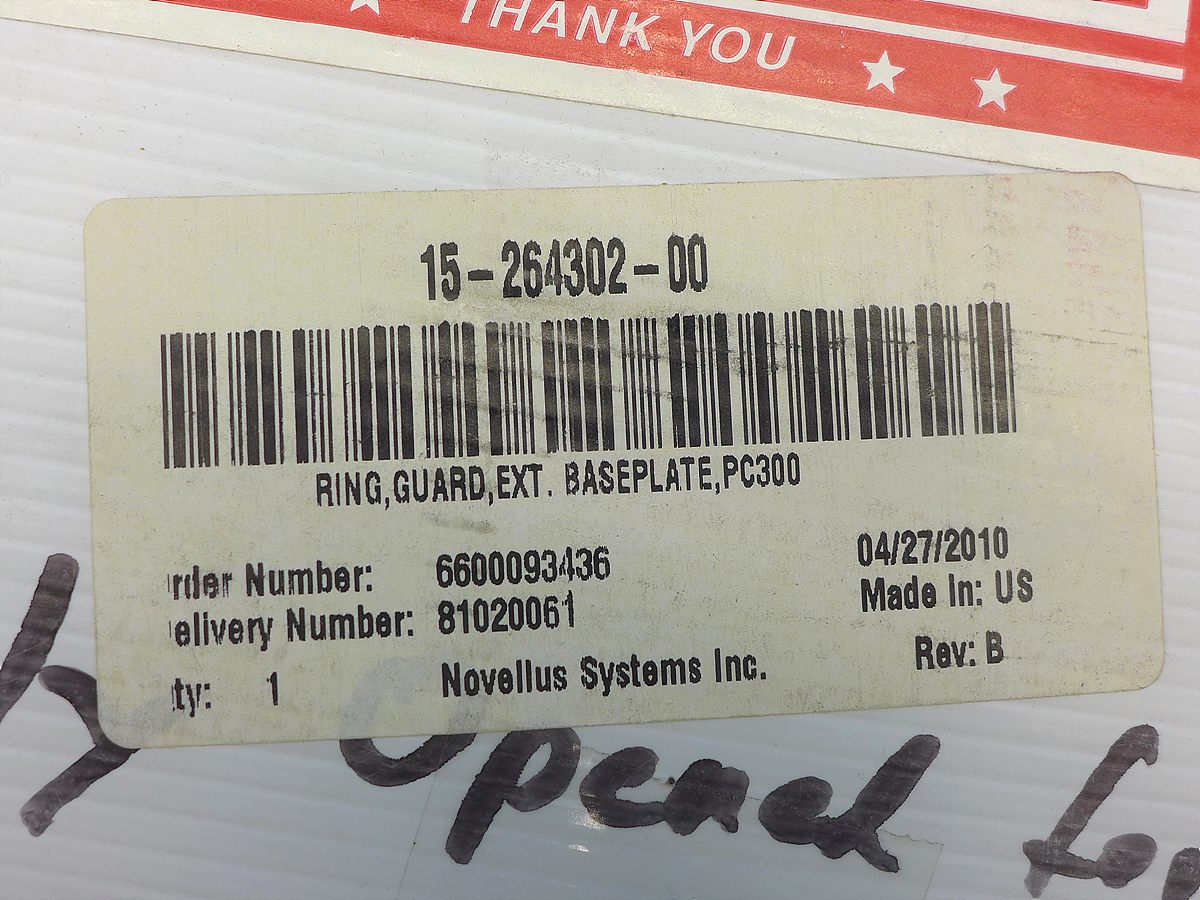 THANK YOU
15-264302-00
RING,GUARD,EXT. BASEPLATE,PC300
rder Number: 6600093436
elivery Number: 81020061
ty: 1
04/27/2010
Made In: US
Rev: B
Novellus Systems Inc.
opened